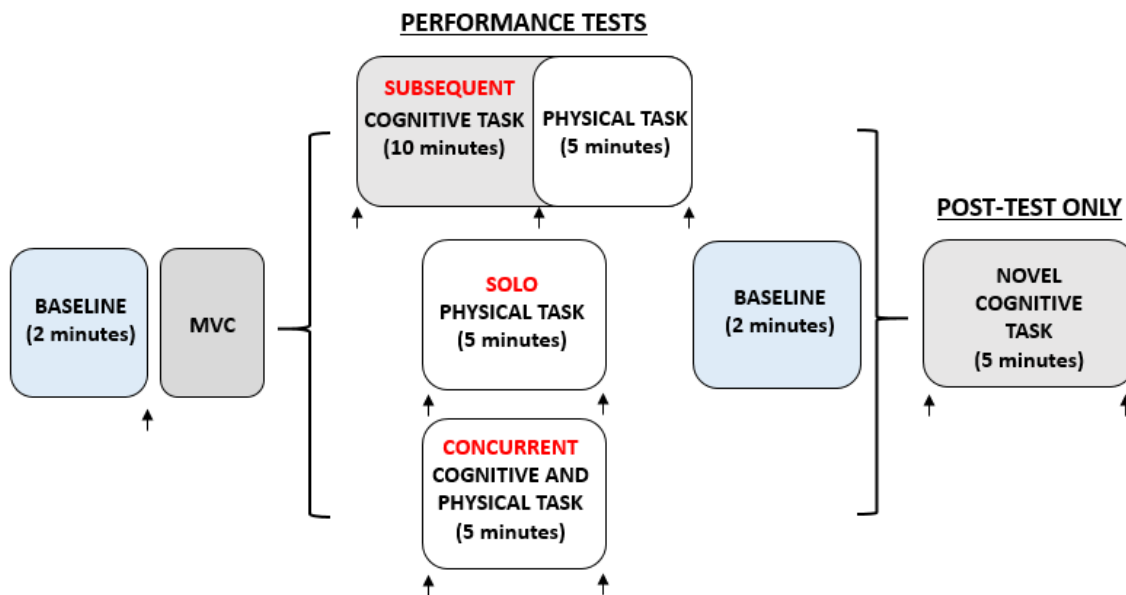 PERFORMANCE TESTS
SUBSEQUENT
COGNITIVE TASK
(10 minutes)
PHYSICAL TASK
(5 minutes)
BASELINE
(2 minutes)
MVC
SOLO
PHYSICAL TASK
(5 minutes)
CONCURRENT
COGNITIVE AND
PHYSICAL TASK
(5 minutes)
BASELINE
(2 minutes)
POST-TEST ONLY
NOVEL
COGNITIVE
TASK
(5 minutes)